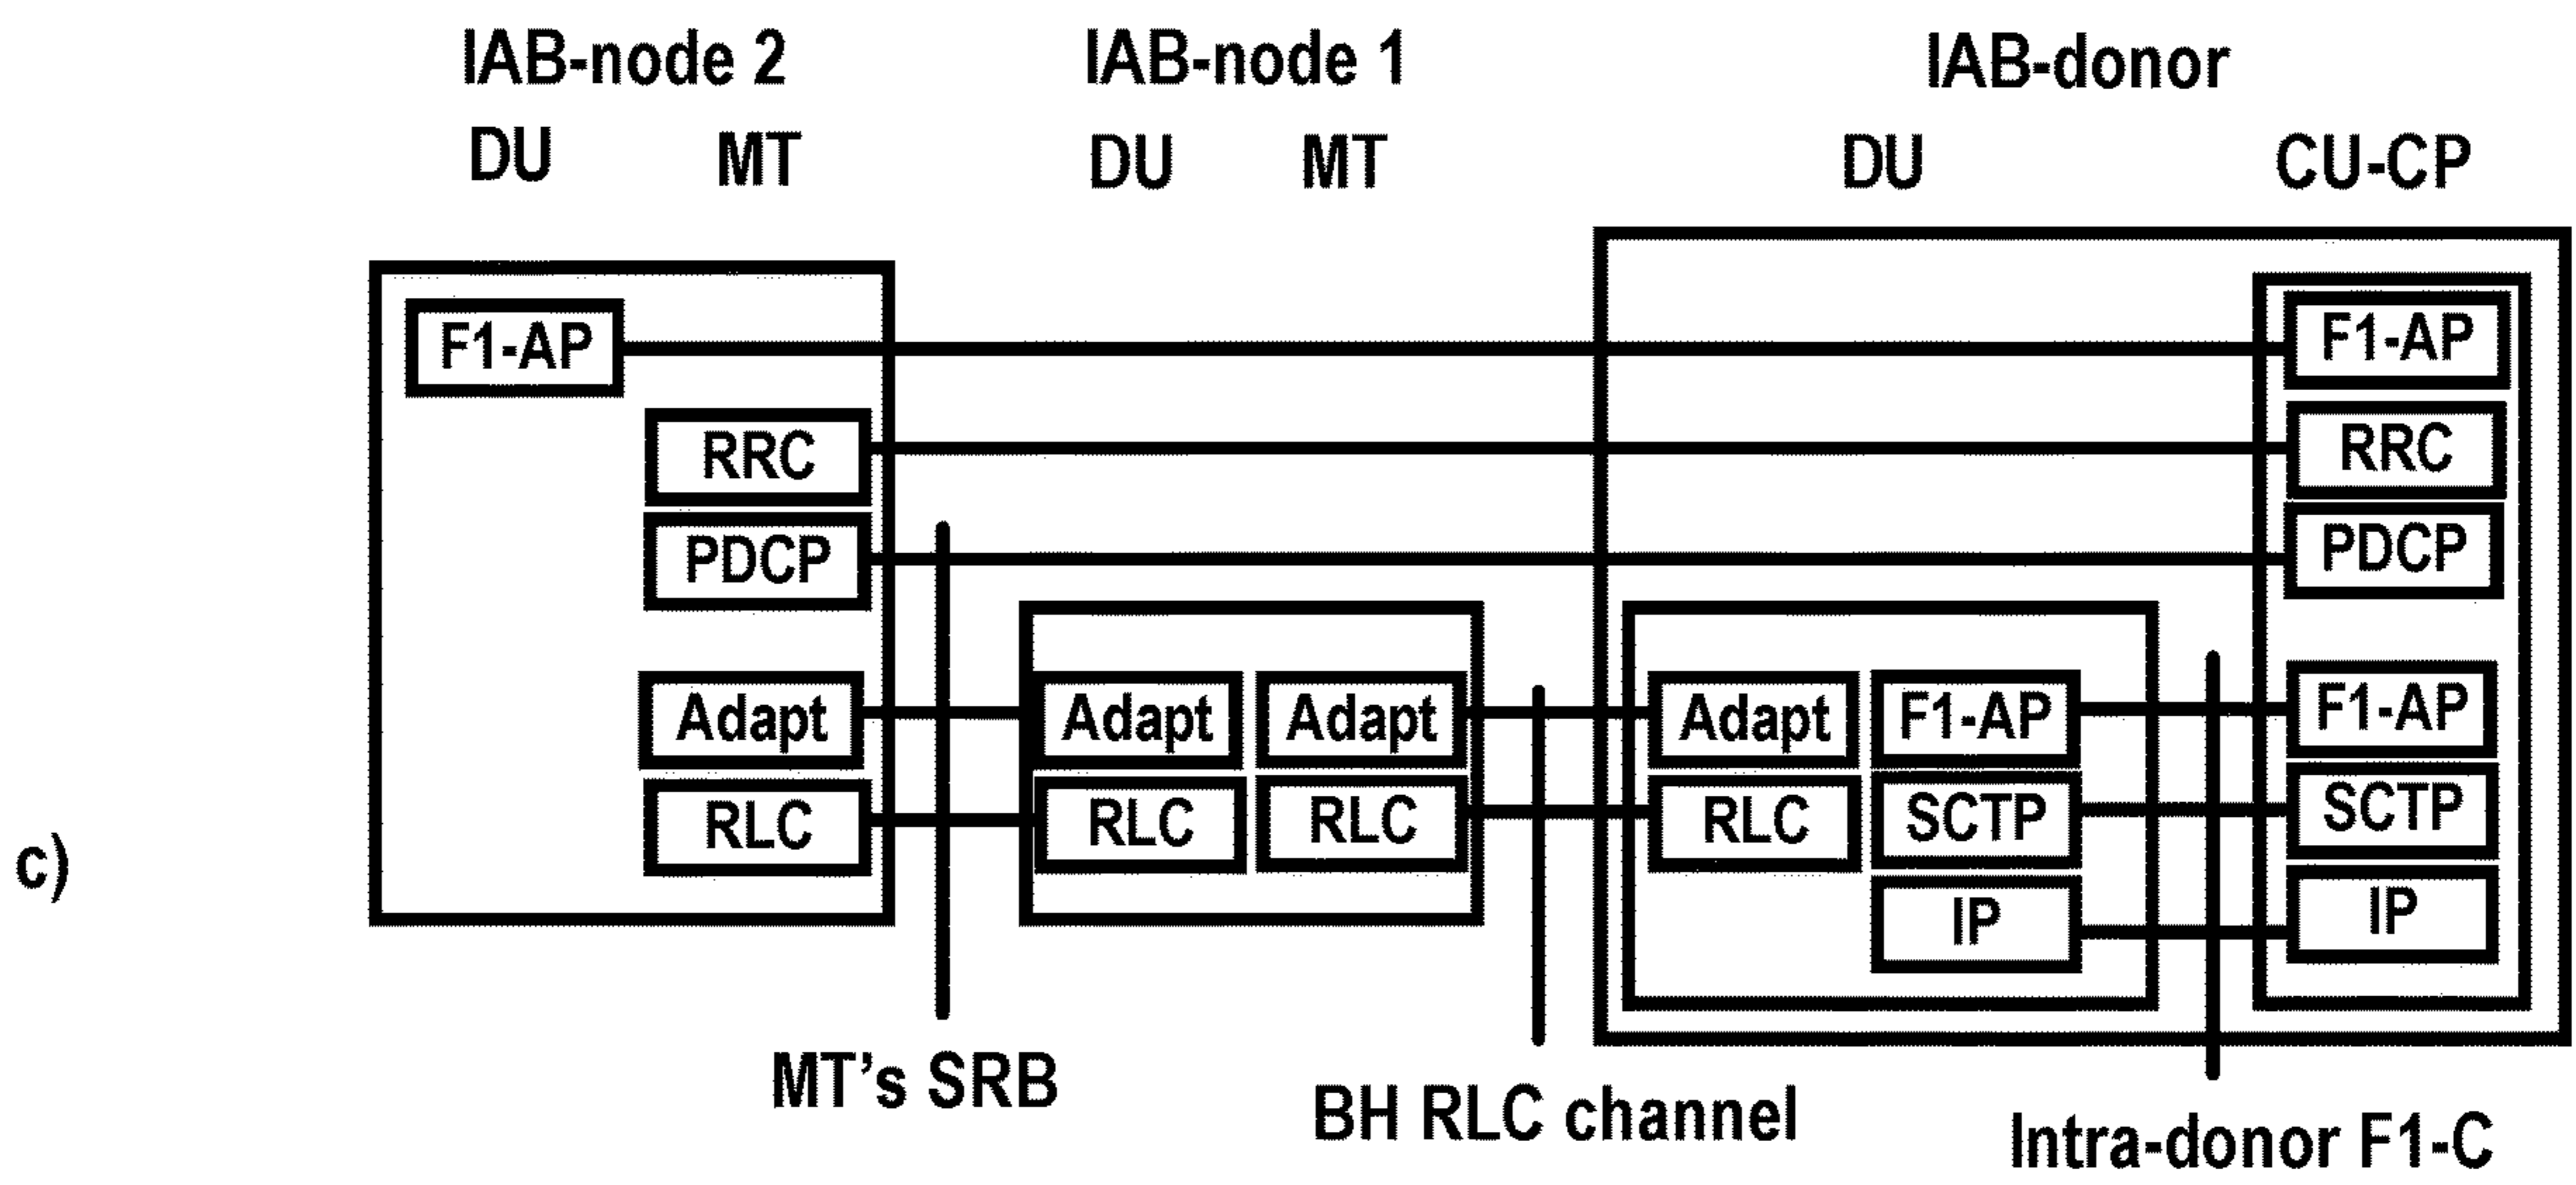 IAB-node 2 IAB-node 1 IAB-donor
DU MT DU MT DU CU-CP
F1-AP F1-AP
RRC RRC
PDCP PDCP
Adapt Adapt Adapt Adapt F1-AP F1-AP
RLC RLC RLC RLC SCTP SCTP
c) IP IP
MT's SRB BH RLC channel Intra-donor F1-C